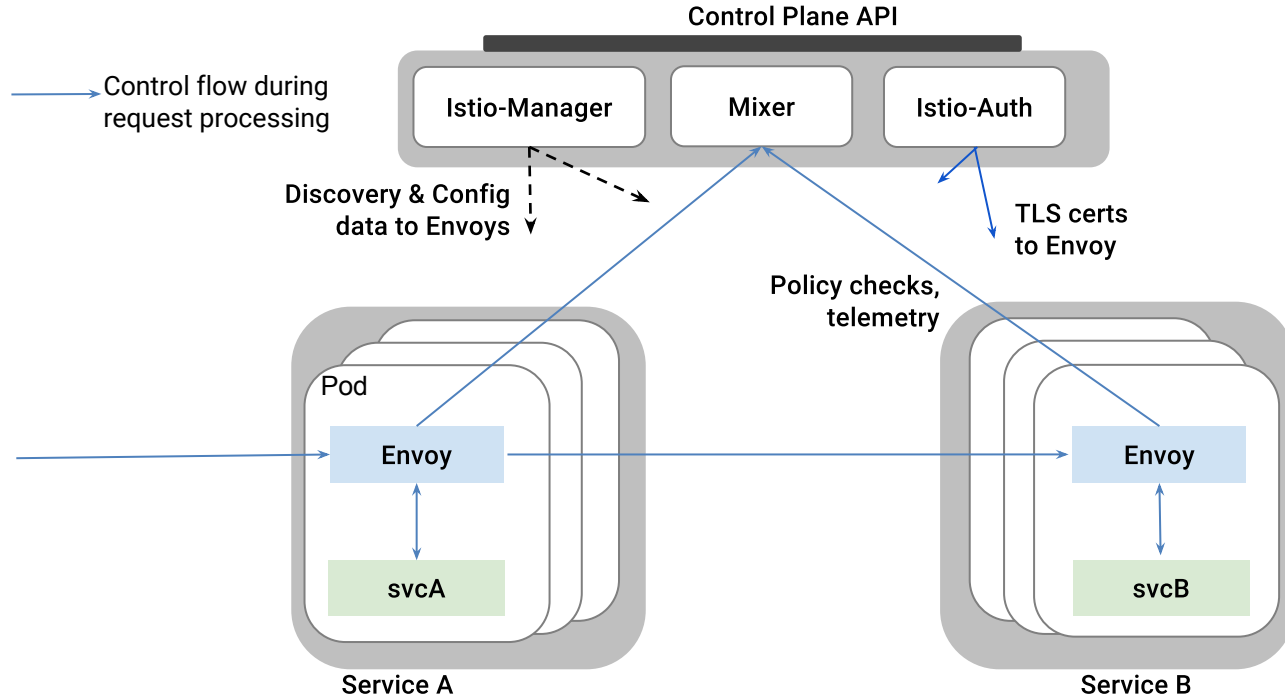 Control Plane API
Control flow during
request processing
Istio-Manager
Mixer
Istio-Auth
Discovery & Config
data to Envoys
TLS certs
to Envoy
Policy checks,
telemetry
Pod
Envoy
Envoy
svcA
svcB
Service A
Service B